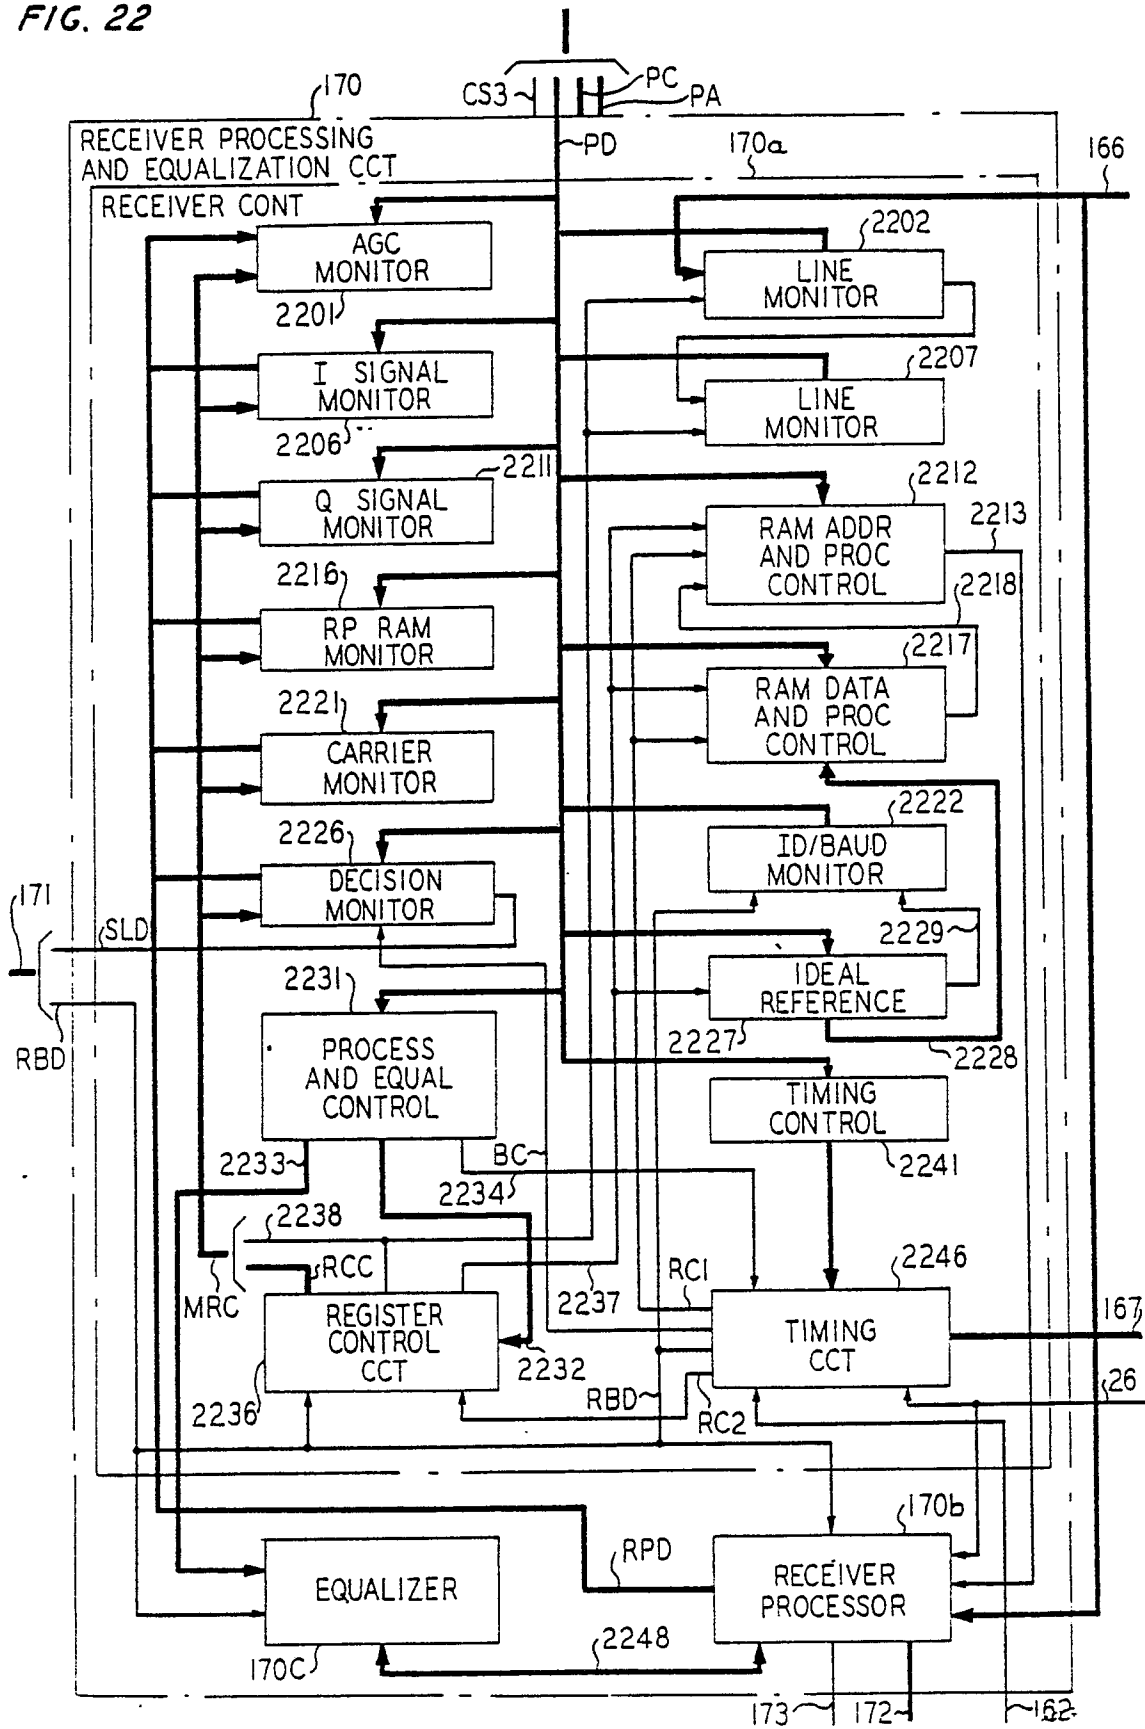 FIG. 22
170
CS3
PC
PA
PD
RECEIVER PROCESSING
AND EQUALIZATION CCT
170a
166
RECEIVER CONT
AGC
MONITOR
2201
2202
LINE
MONITOR
I SIGNAL
MONITOR
2206
2207
LINE
MONITOR
2211
Q SIGNAL
MONITOR
2212
RAM ADDR
AND PROC
CONTROL
2213
2216
RP RAM
MONITOR
2218
2217
RAM DATA
AND PROC
CONTROL
2221
CARRIER
MONITOR
2222
ID/BAUD
MONITOR
2226
DECISION
MONITOR
171
SLD
2229
RBD
2231
PROCESS
AND EQUAL
CONTROL
IDEAL
REFERENCE
2227
2228
TIMING
CONTROL
2241
2233
BC
2234
2238
RCC
MRC
2237
RC1
2246
REGISTER
CONTROL
CCT
2232
2236
TIMING
CCT
167
RBD
RC2
26
170b
RPD
EQUALIZER
170C
RECEIVER
PROCESSOR
2248
173
172
162